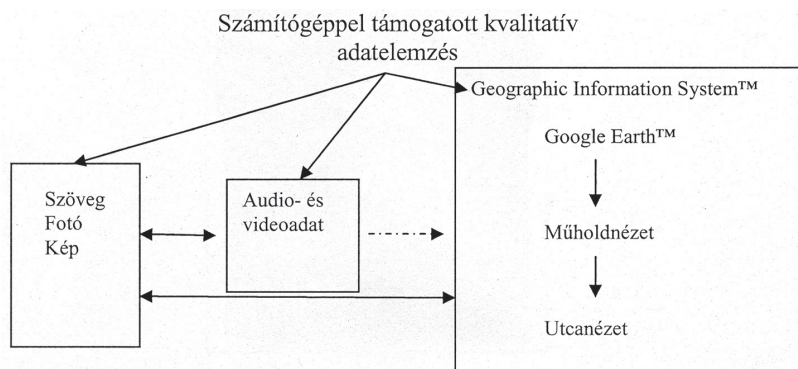 Számítógéppel támogatott kvalitatív
adatelemzés
Geographic Information System™
Google Earth™
Szöveg
Fotó
Kép
Audio- és
videoadat
Műholdnézet
Utcanézet